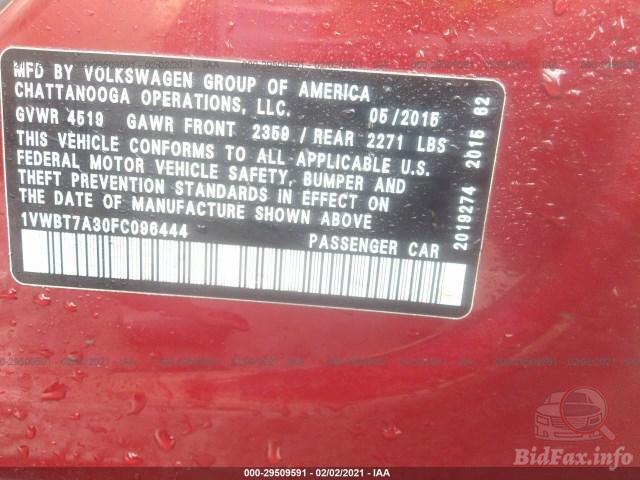 MFD BY VOLKSWAGEN GROUP OF AMERICA
CHATTANOOGA OPERATIONS, LLC. 05/2015
GVWR 4519 GAWR FRONT 2359 / REAR 2271 LBS
THIS VEHICLE CONFORMS TO ALL APPLICABLE U.S.
FEDERAL MOTOR VEHICLE SAFETY, BUMPER AND
THEFT PREVENTION STANDARDS IN EFFECT ON
THE DATE OF MANUFACTURE SHOWN ABOVE
1VWBT7A30FC096444
PASSENGER CAR
2019274 2015 62
000-29509591 - 02/02/2021 - IAA
BidFax.info